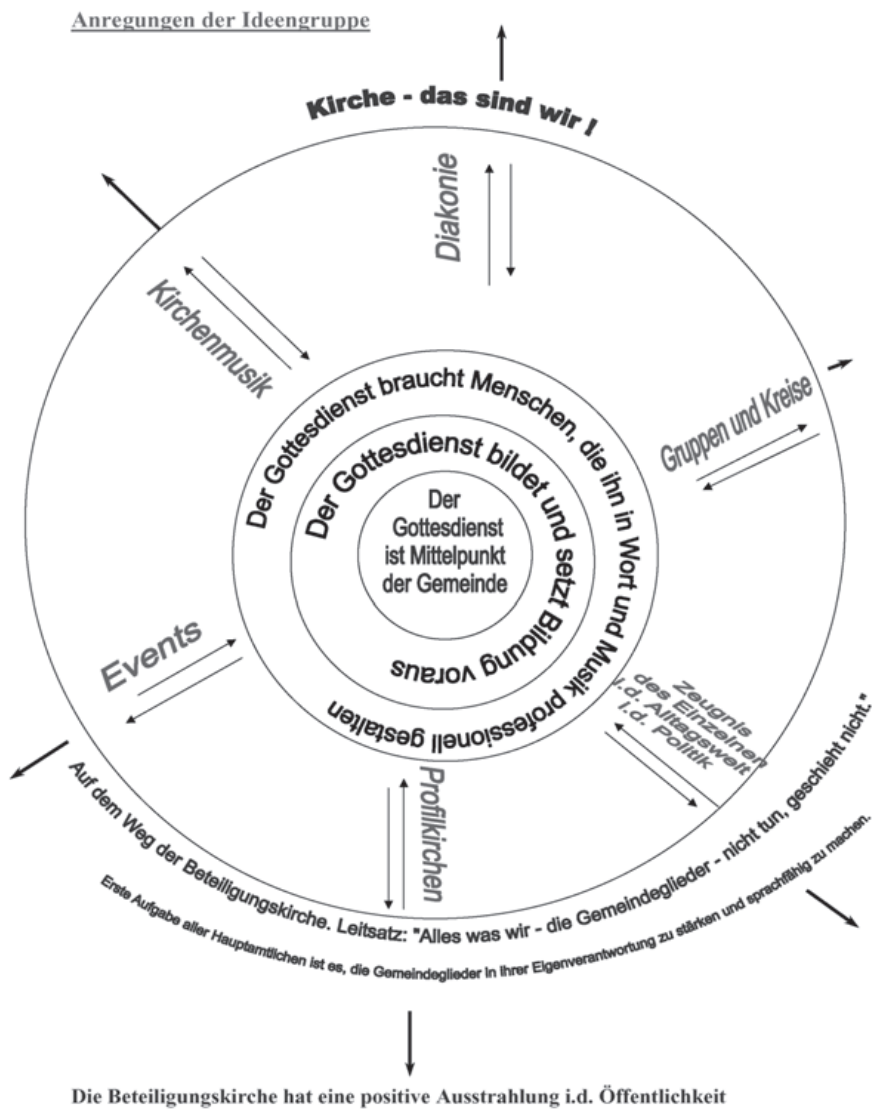 Anregungen der Ideengruppe
Kirche - das sind wir !
Diakonie
Kirchenmusik
Gruppen und Kreise
Der Gottesdienst braucht Menschen, die ihn in Wort und Musik professionell gestalten
Der Gottesdienst bildet und setzt Bildung voraus
Der
Gottesdienst
ist Mittelpunkt
der Gemeinde
Events
Zeugnis
des Einzelnen
i.d. Alltagswelt
i.d. Politik
Profilkirchen
Auf dem Weg der Beteiligungskirche. Leitsatz: "Alles was wir - die Gemeindeglieder - nicht tun, geschieht nicht."
Erste Aufgabe aller Hauptamtlichen ist es, die Gemeindeglieder in ihrer Eigenverantwortung zu stärken und sprachfähig zu machen.
Die Beteiligungskirche hat eine positive Ausstrahlung i.d. Öffentlichkeit